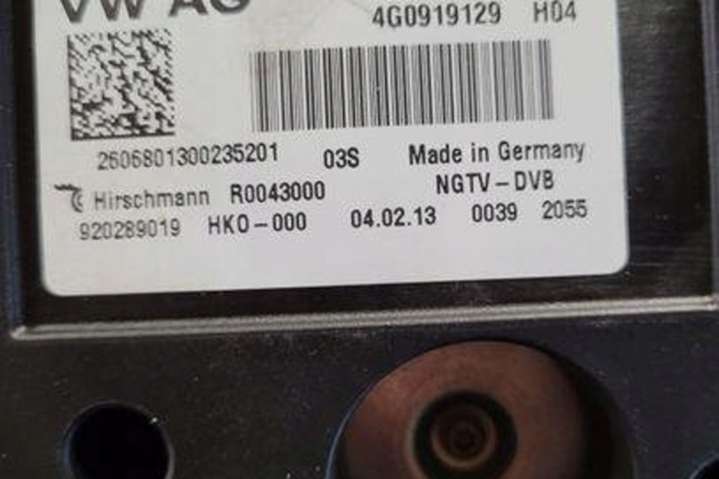 VW AG
4G0919129 H04
2606801300235201 03S Made in Germany
Hirschmann R0043000 NGTV-DVB
920289019 HK0-000 04.02.13 0039 2055